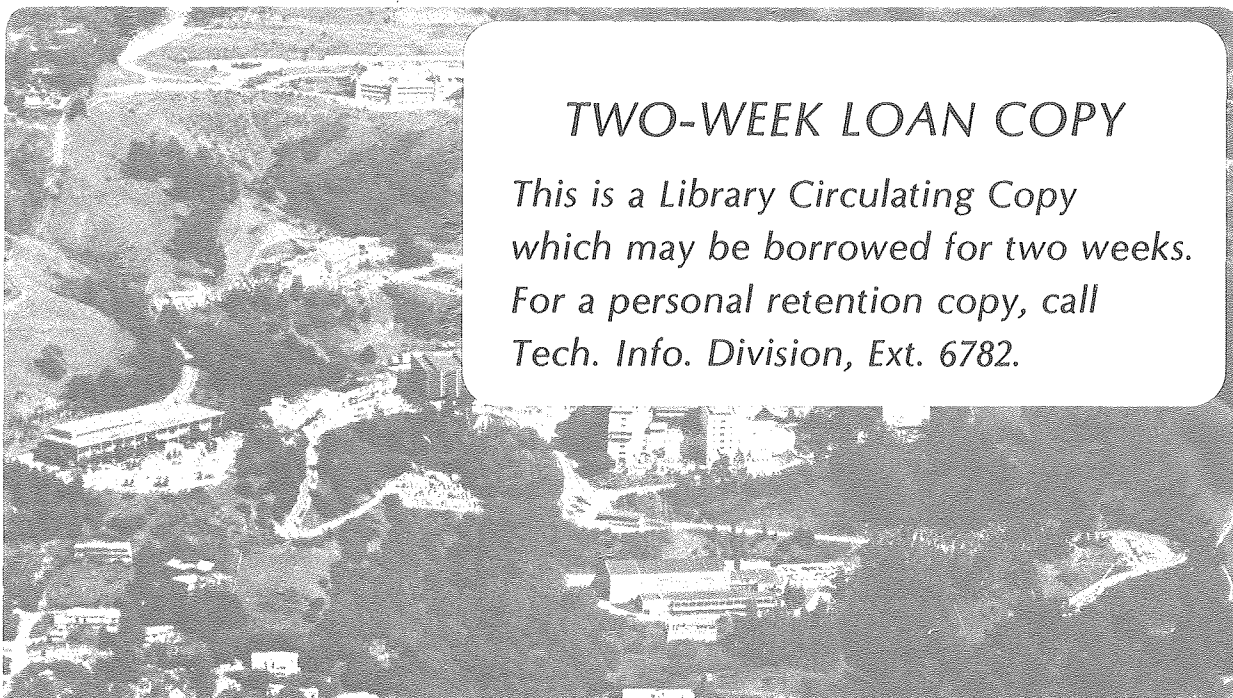 TWO-WEEK LOAN COPY
This is a Library Circulating Copy
which may be borrowed for two weeks.
For a personal retention copy, call
Tech. Info. Division, Ext. 6782.